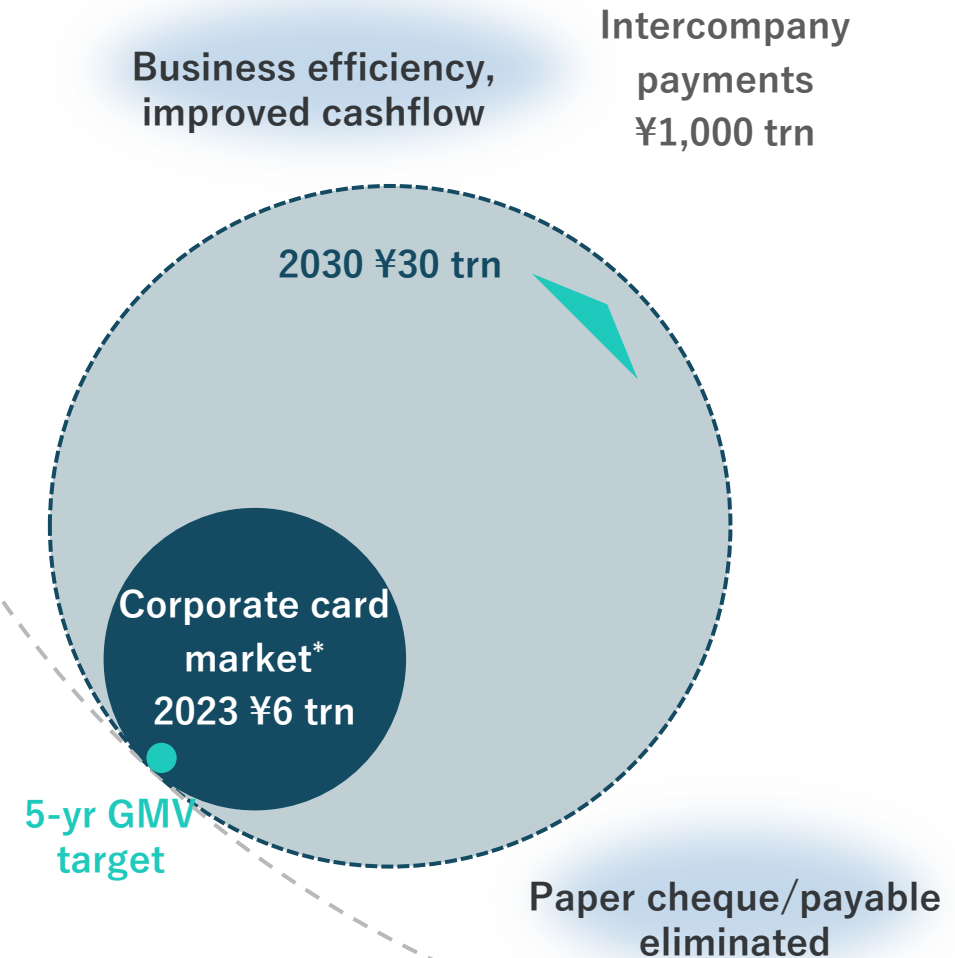 Intercompany
payments
¥1,000 trn
Business efficiency,
improved cashflow
2030 ¥30 trn
Corporate card
market*
2023 ¥6 trn
5-yr GMV
target
Paper cheque/payable
eliminated